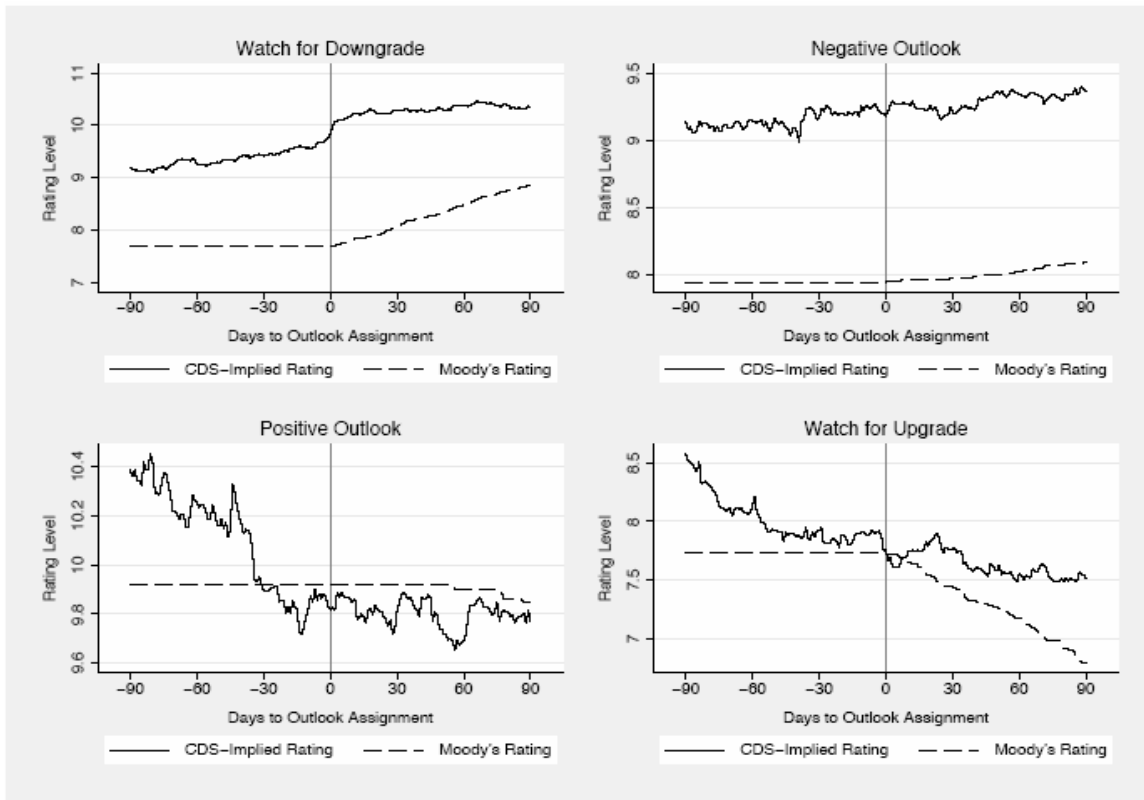 Watch for Downgrade
Rating Level
11
10
9
8
7
−90 −60 −30 0 30 60 90
Days to Outlook Assignment
CDS−Implied Rating Moody's Rating
Negative Outlook
Rating Level
9.5
9
8.5
8
−90 −60 −30 0 30 60 90
Days to Outlook Assignment
CDS−Implied Rating Moody's Rating
Positive Outlook
Rating Level
10.4
10.2
10
9.8
9.6
−90 −60 −30 0 30 60 90
Days to Outlook Assignment
CDS−Implied Rating Moody's Rating
Watch for Upgrade
Rating Level
8.5
8
7.5
7
−90 −60 −30 0 30 60 90
Days to Outlook Assignment
CDS−Implied Rating Moody's Rating